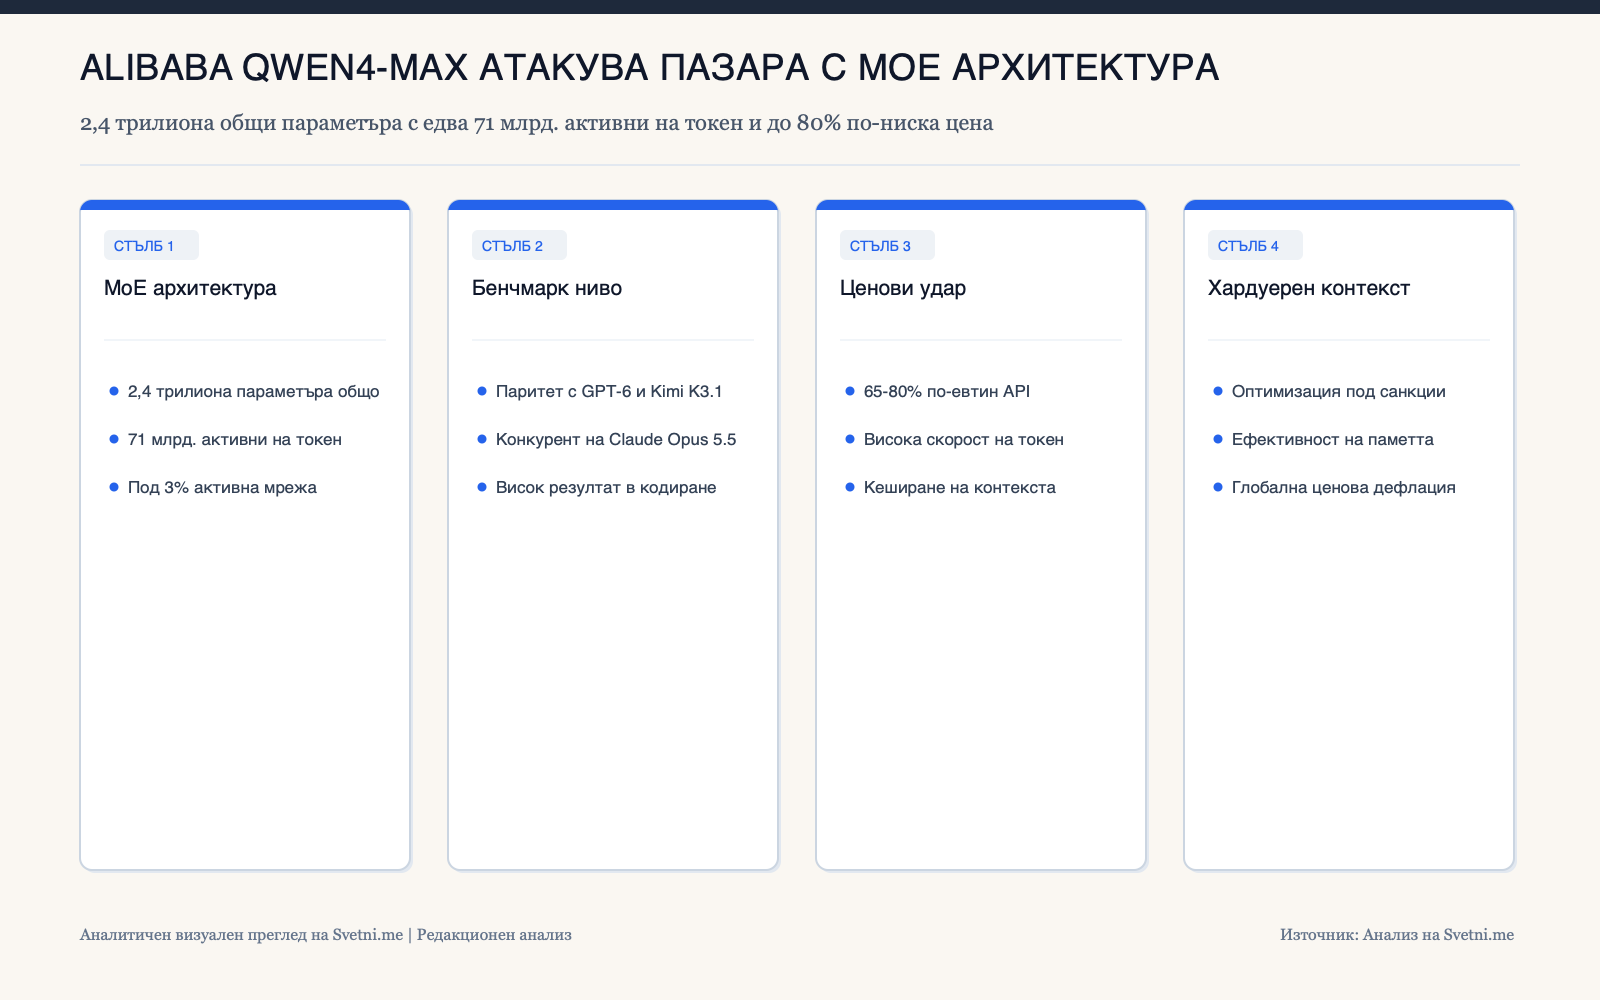 ALIBABA QWEN4-MAX АТАКУВА ПАЗАРА С МОЕ АРХИТЕКТУРА
2,4 трилиона общи параметъра с едва 71 млрд. активни на токен и до 80% по-ниска цена
СТЪЛБ 1
МоЕ архитектура
2,4 трилиона параметъра общо
71 млрд. активни на токен
Под 3% активна мрежа
СТЪЛБ 2
Бенчмарк ниво
Паритет с GPT-6 и Kimi K3.1
Конкурент на Claude Opus 5.5
Висок резултат в кодиране
СТЪЛБ 3
Ценови удар
65-80% по-евтин API
Висока скорост на токен
Кеширане на контекста
СТЪЛБ 4
Хардуерен контекст
Оптимизация под санкции
Ефективност на паметта
Глобална ценова дефлация
Аналитичен визуален преглед на Svetni.me | Редакционен анализ
Източник: Анализ на Svetni.me